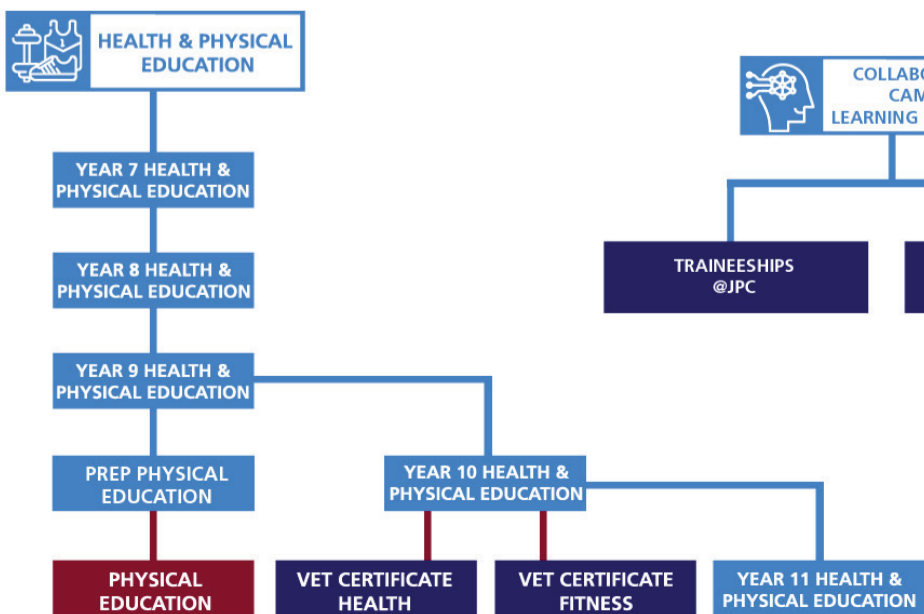 HEALTH & PHYSICAL
EDUCATION
COLLABO
CAM
LEARNING
YEAR 7 HEALTH &
PHYSICAL EDUCATION
YEAR 8 HEALTH &
PHYSICAL EDUCATION
TRAINEESHIPS
@JPC
YEAR 9 HEALTH &
PHYSICAL EDUCATION
PREP PHYSICAL
EDUCATION
YEAR 10 HEALTH &
PHYSICAL EDUCATION
PHYSICAL
EDUCATION
VET CERTIFICATE
HEALTH
VET CERTIFICATE
FITNESS
YEAR 11 HEALTH &
PHYSICAL EDUCATION